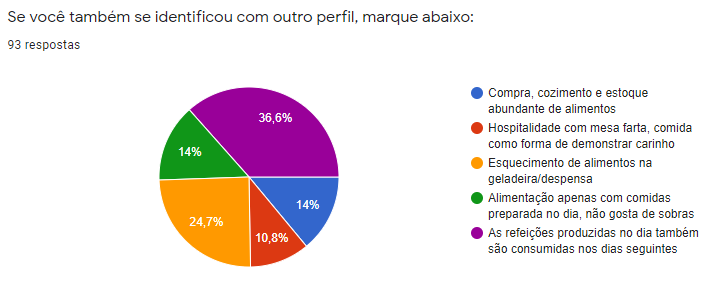 Se você também se identificou com outro perfil, marque abaixo:
93 respostas
36,6%
14%
14%
24,7%
10,8%
Compra, cozimento e estoque
abundante de alimentos
Hospitalidade com mesa farta, comida
como forma de demonstrar carinho
Esquecimento de alimentos na
geladeira/despensa
Alimentação apenas com comidas
preparada no dia, não gosta de sobras
As refeições produzidas no dia também
são consumidas nos dias seguintes